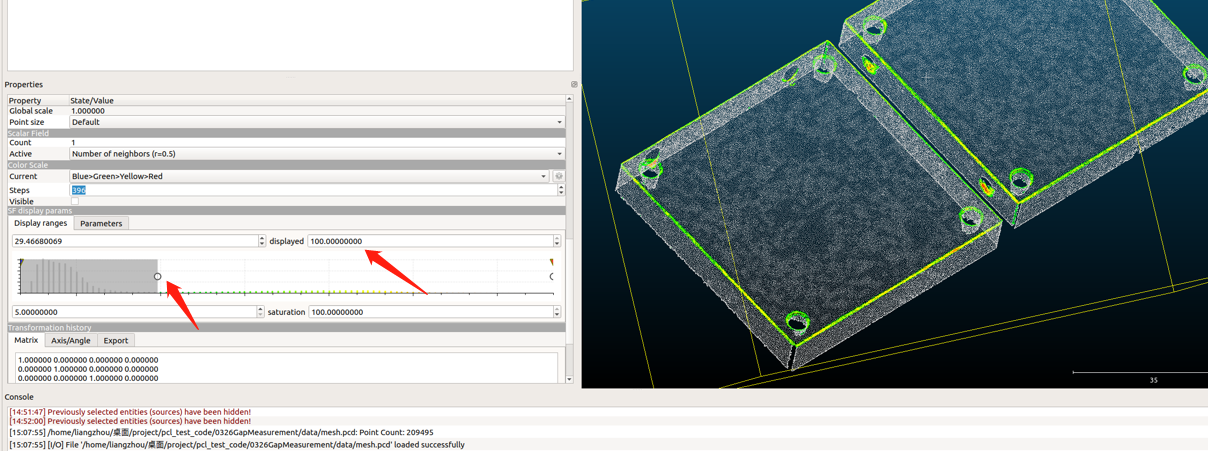 Properties
Property State/Value
Global scale 1.000000
Point size Default
Scalar Field
Count 1
Active Number of neighbors (r=0.5)
Color Scale
Current Blue>Green>Yellow>Red
Steps 396
Visible
SF display params
Display ranges Parameters
29.46680069 displayed 100.00000000
5.00000000 saturation 100.00000000
Transformation history
Matrix Axis/Angle Export
1.000000 0.000000 0.000000 0.000000
0.000000 1.000000 0.000000 0.000000
0.000000 0.000000 1.000000 0.000000
35
Console
[14:51:47] Previously selected entities (sources) have been hidden!
[14:52:00] Previously selected entities (sources) have been hidden!
[15:07:55] /home/liangzhou/桌面/project/pcl_test_code/0326GapMeasurement/data/mesh.pcd: Point Count: 209495
[15:07:55] [I/O] File '/home/liangzhou/桌面/project/pcl_test_code/0326GapMeasurement/data/mesh.pcd' loaded successfully